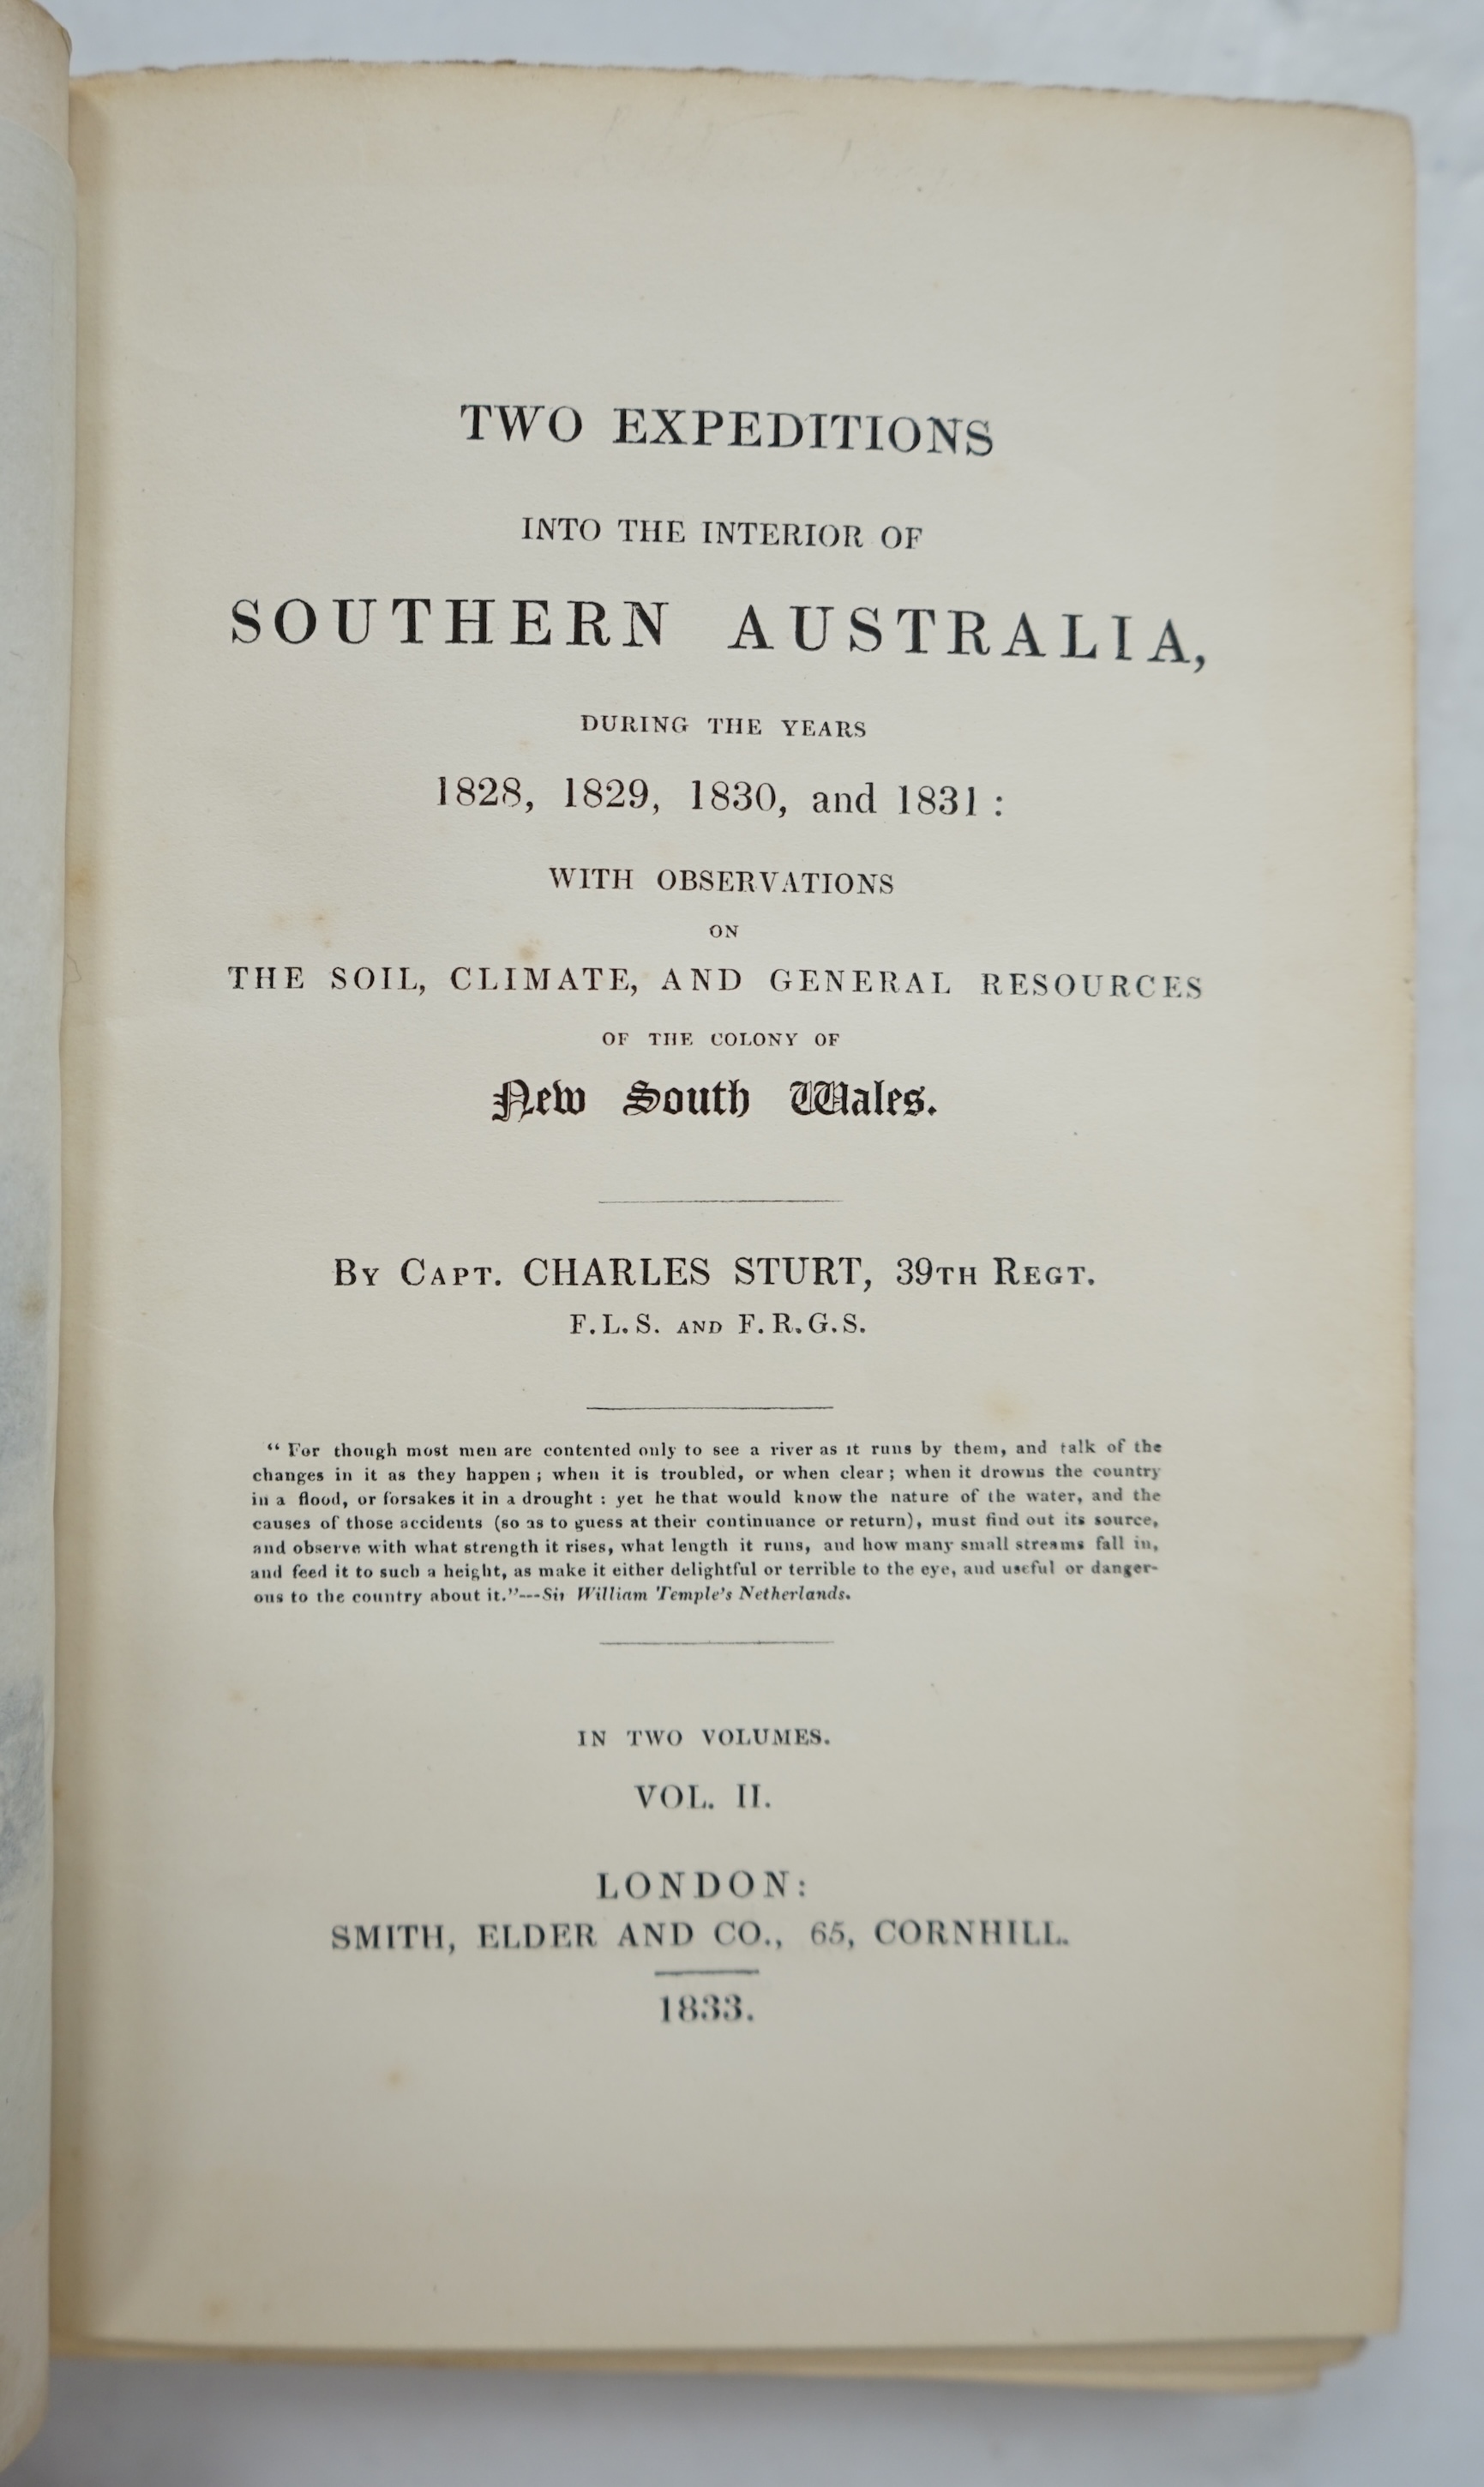 TWO EXPEDITIONS
INTO THE INTERIOR OF
SOUTHERN AUSTRALIA,
DURING THE YEARS
1828, 1829, 1830, and 1831 :
WITH OBSERVATIONS
ON
THE SOIL, CLIMATE, AND GENERAL RESOURCES
OF THE COLONY OF
New South Wales.
BY CAPT. CHARLES STURT, 39TH REGT.
F.L.S. AND F.R.G.S.
“ For though most men are contented only to see a river as it runs by them, and talk of the
changes in it as they happen ; when it is troubled, or when clear ; when it drowns the country
in a flood, or forsakes it in a drought : yet he that would know the nature of the water, and the
causes of those accidents (so as to guess at their continuance or return), must find out its source,
and observe with what strength it rises, what length it runs, and how many small streams fall in,
and feed it to such a height, as make it either delightful or terrible to the eye, and useful or danger-
ous to the country about it.”---Sir William Temple's Netherlands.
IN TWO VOLUMES.
VOL. II.
LONDON:
SMITH, ELDER AND CO., 65, CORNHILL.
1833.